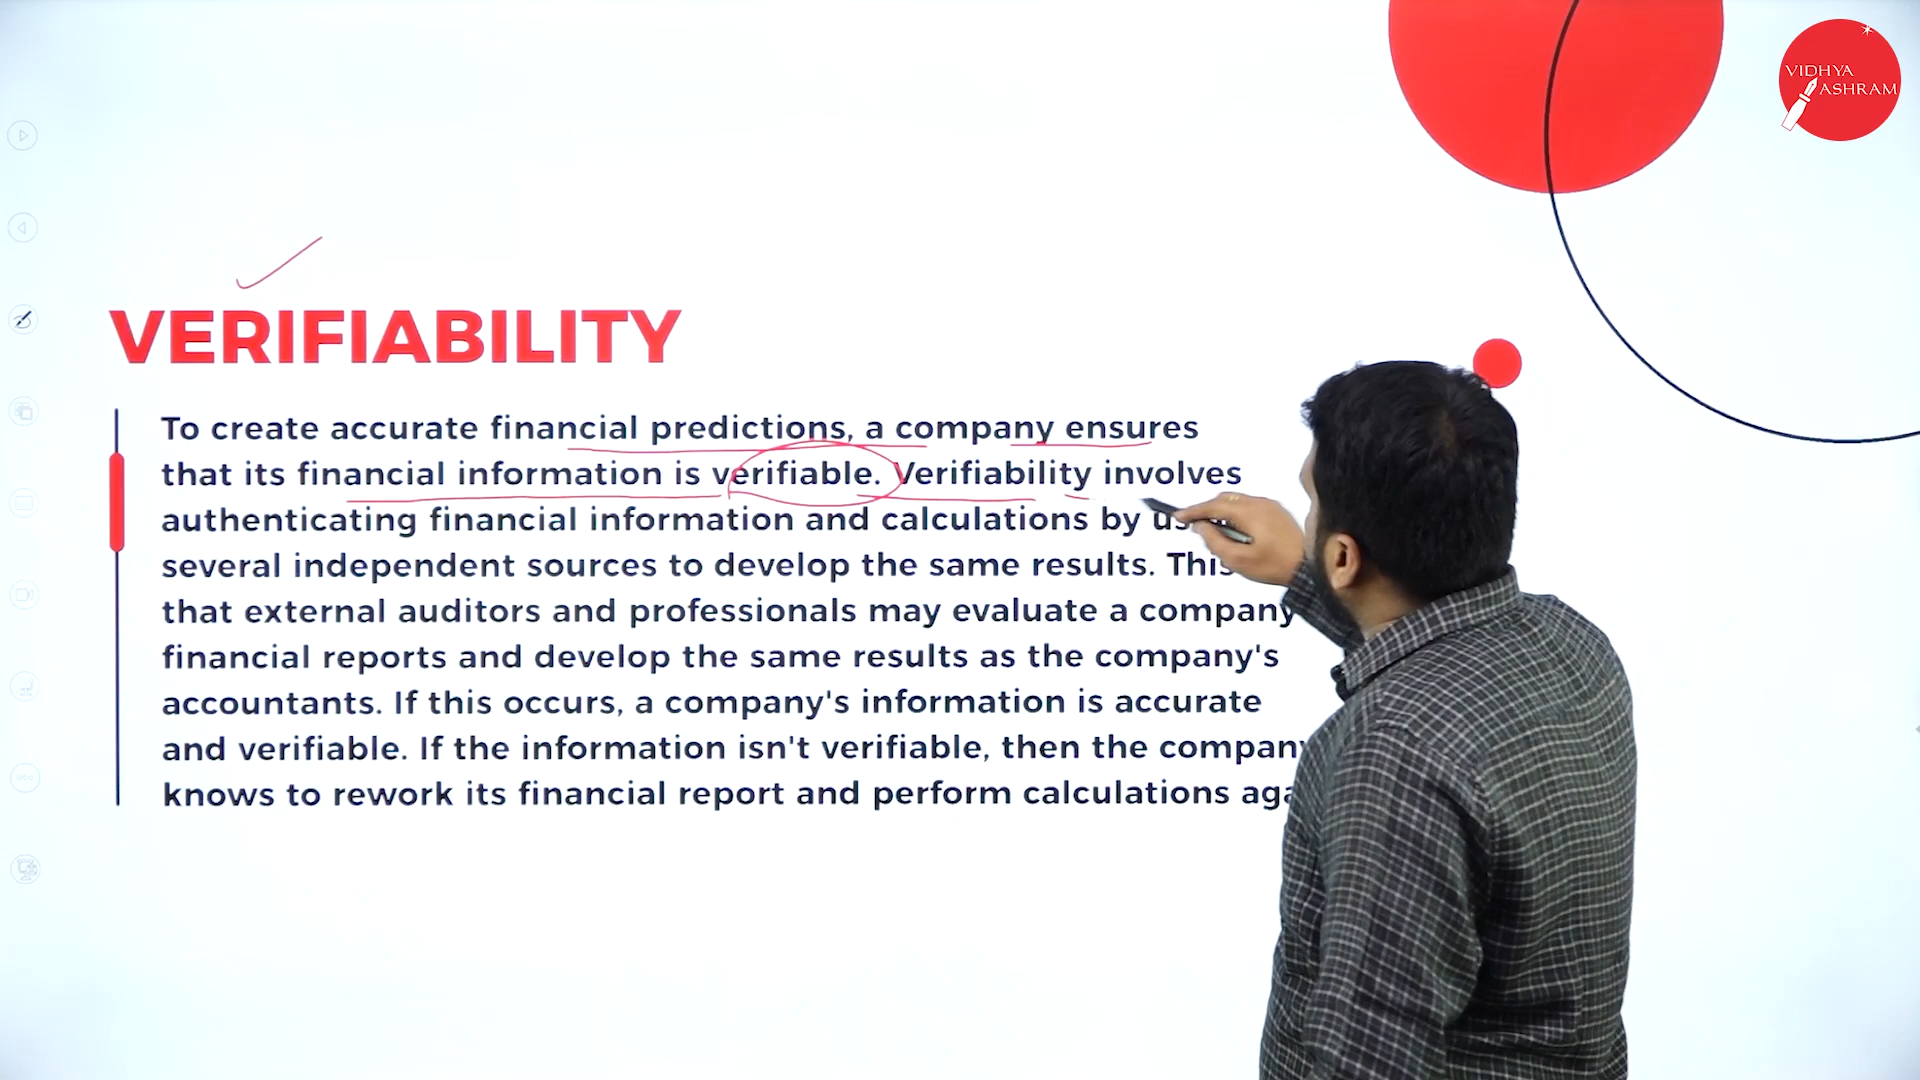 VIDHYA
ASHRAM
VERIFIABILITY
To create accurate financial predictions, a company ensures
that its financial information is verifiable. Verifiability involves
authenticating financial information and calculations by
several independent sources to develop the same results. This
that external auditors and professionals may evaluate a company
financial reports and develop the same results as the company's
accountants. If this occurs, a company's information is accurate
and verifiable. If the information isn't verifiable, then the company
knows to rework its financial report and perform calculations